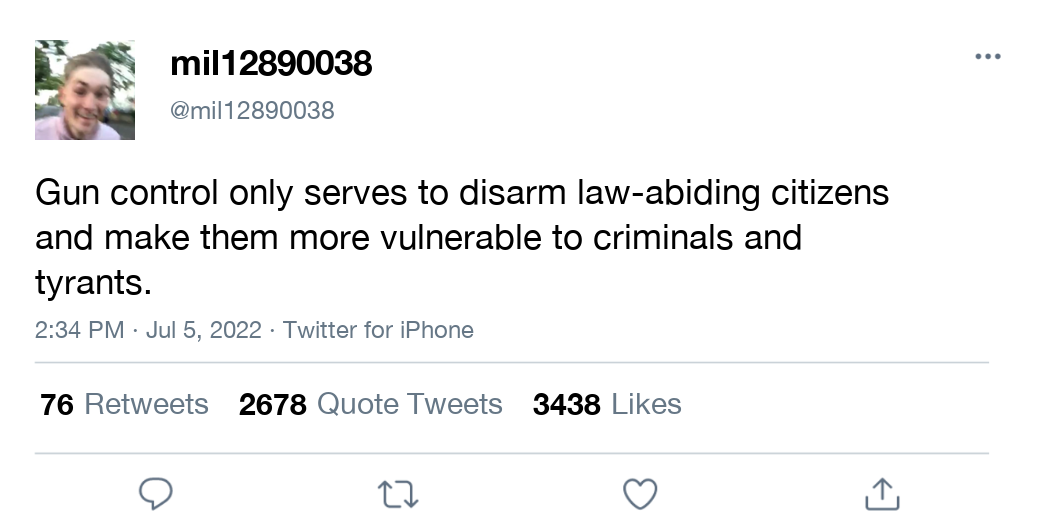 mil12890038
@mil12890038
Gun control only serves to disarm law-abiding citizens
and make them more vulnerable to criminals and
tyrants.
2:34 PM · Jul 5, 2022 · Twitter for iPhone
76 Retweets 2678 Quote Tweets 3438 Likes